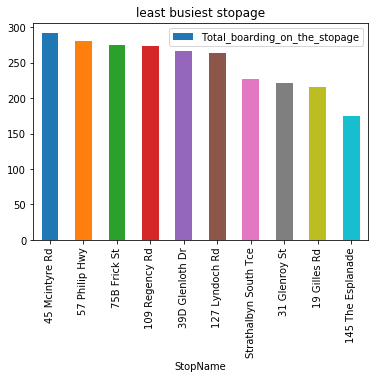 least busiest stopage
Total_boarding_on_the_stopage
300
250
200
150
100
50
0
45 Mcintyre Rd
57 Philip Hwy
75B Frick St
109 Regency Rd
39D Glenloth Dr
127 Lyndoch Rd
Strathalbyn South Tce
31 Glenroy St
19 Gilles Rd
145 The Esplanade
StopName